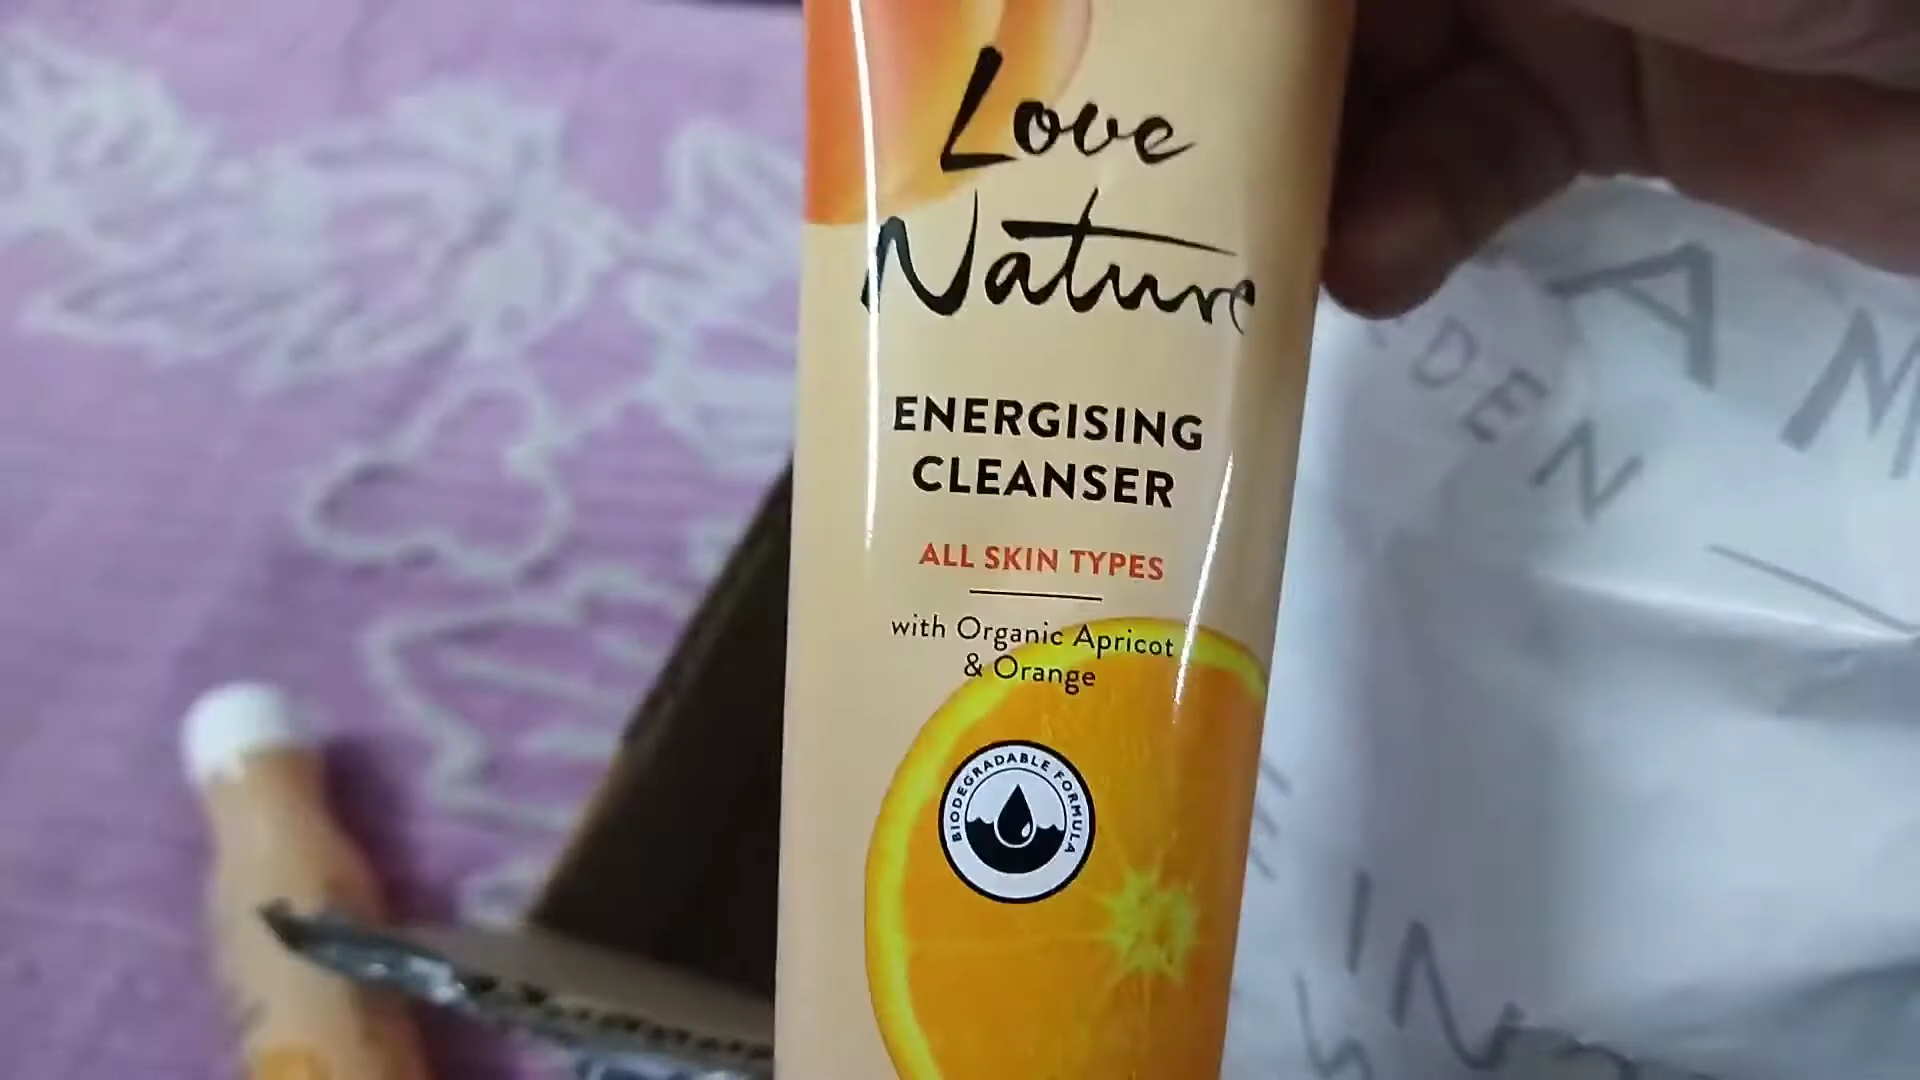 Love
Nature
ENERGISING
CLEANSER
ALL SKIN TYPES
with Organic Apricot
& Orange
BIODEGRADABLE FORMULA